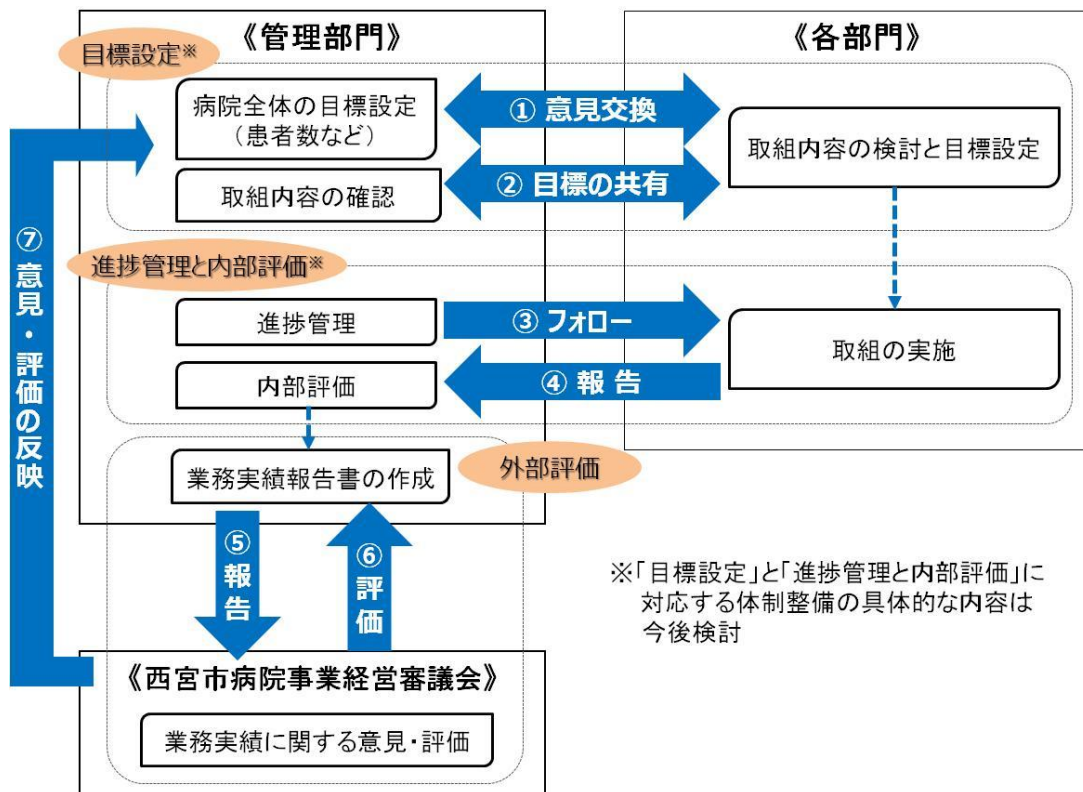 《管理部門》
《各部門》
目標設定※
病院全体の目標設定
（患者数など）
① 意見交換
取組内容の検討と目標設定
取組内容の確認
② 目標の共有
進捗管理と内部評価※
進捗管理
③ フォロー
取組の実施
内部評価
④ 報 告
業務実績報告書の作成
外部評価
⑤ 報告
⑥ 評価
⑦ 意見・評価の反映
※「目標設定」と「進捗管理と内部評価」に
対応する体制整備の具体的な内容は
今後検討
《西宮市病院事業経営審議会》
業務実績に関する意見・評価